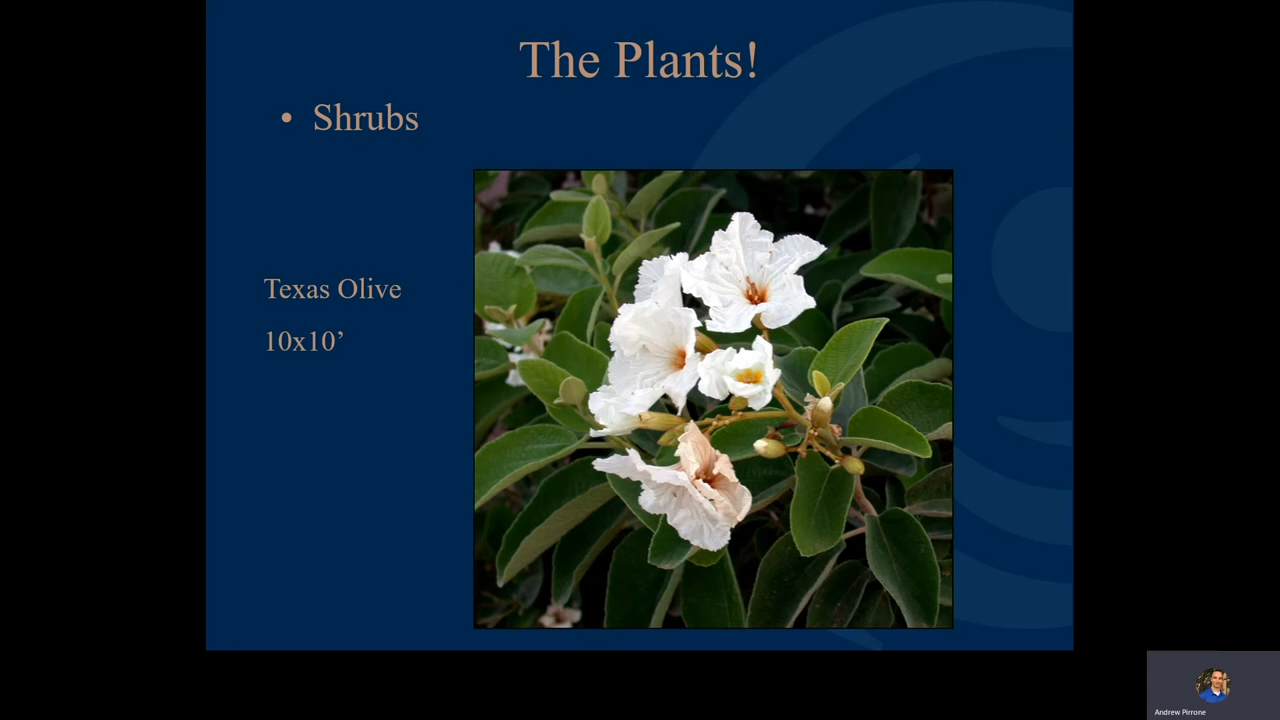 The Plants!
• Shrubs
Texas Olive
10x10’
Andrew Pirrone